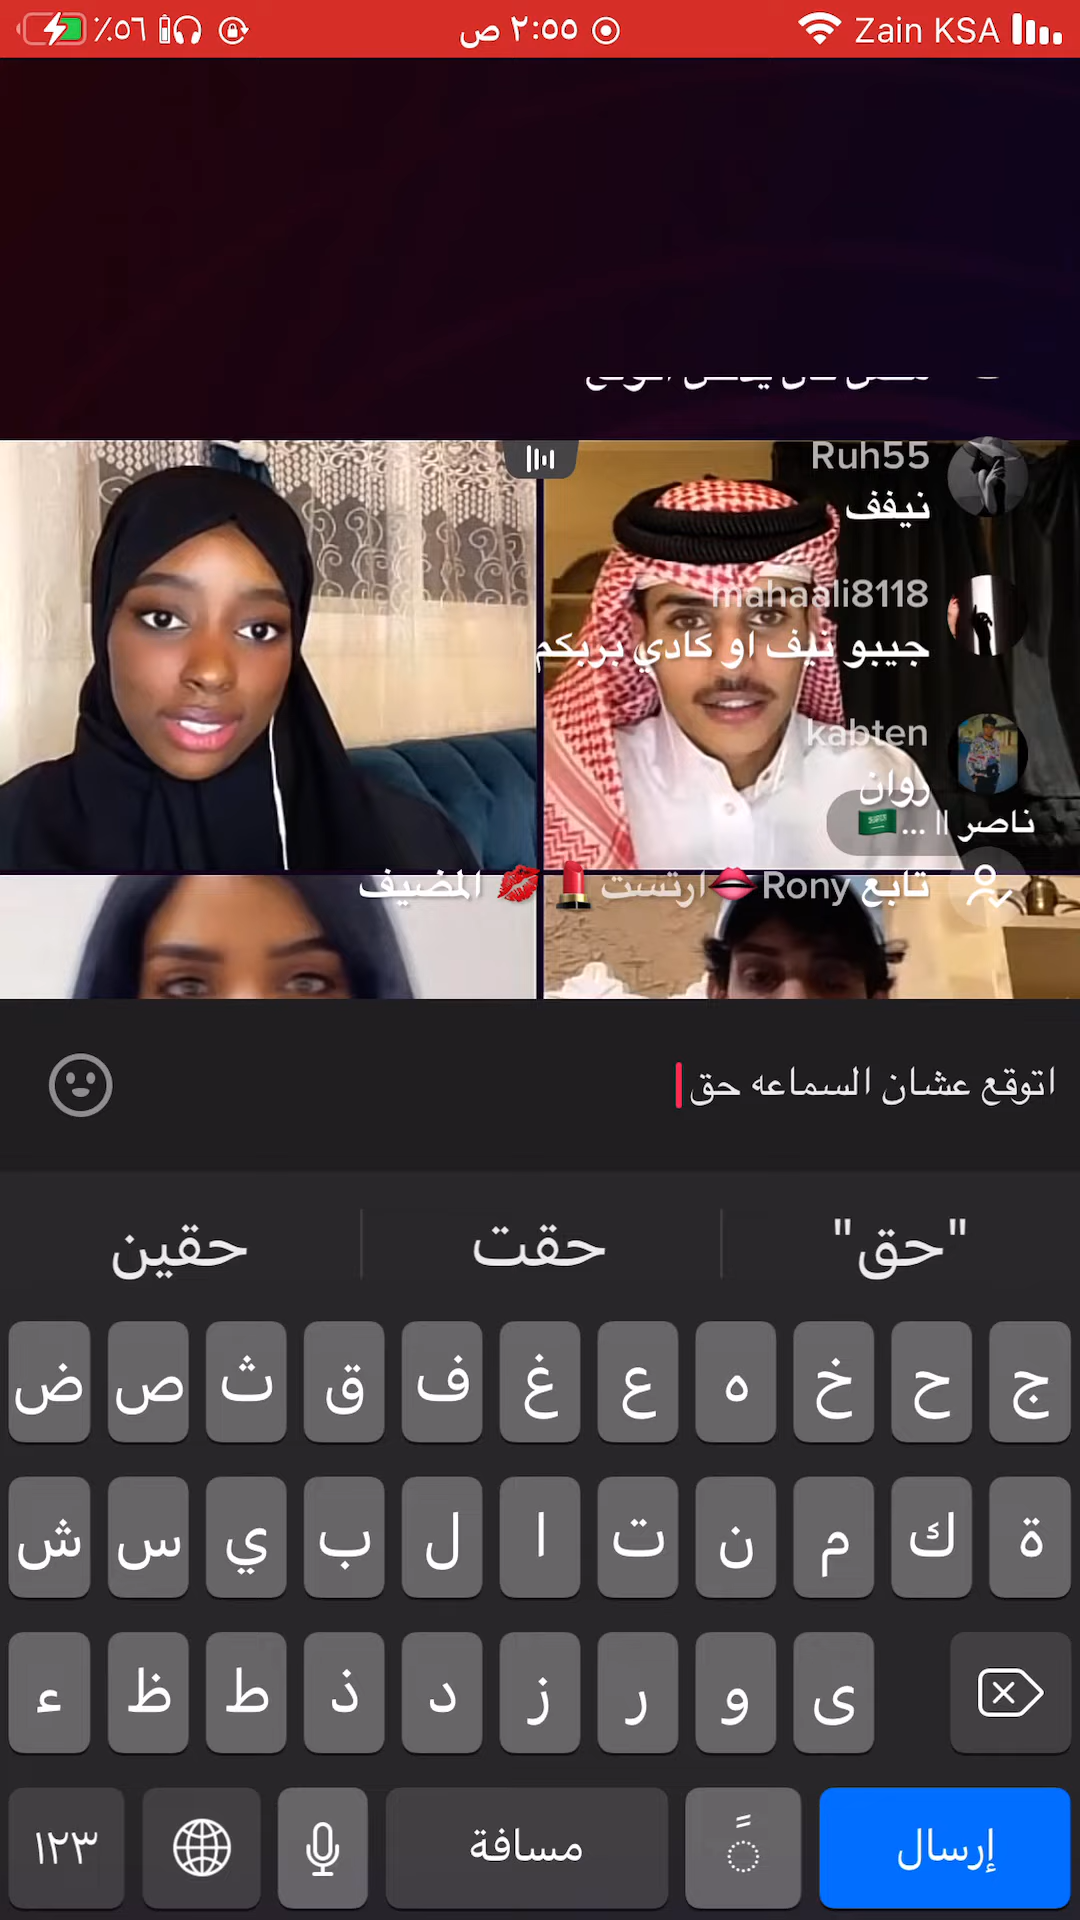 ٪٥٦ ٢:٥٥ ص Zain KSA
Ruh55
نيفف
mahaali8118
جيبو نيف او كادي بربكم
kabten
روان
ناصر || ...🇸🇦
تابع Rony👄ارتست 💄 💋 المضيف
اتوقع عشان السماعه حق
"حق" حقت حقين
ض ص ث ق ف غ ع ه خ ح ج
ش س ي ب ل ا ت ن م ك ة
ء ظ ط ذ د ز ر و ى
١٢٣ مسافة إرسال